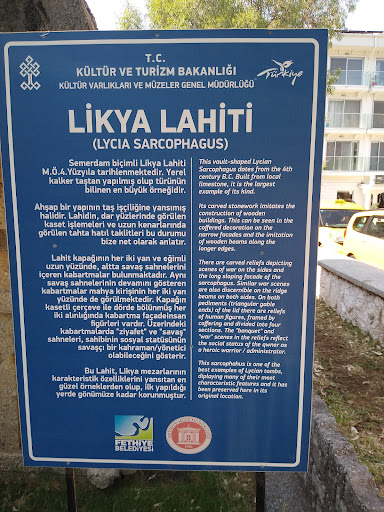 T.C.
KÜLTÜR VE TURİZM BAKANLIĞI
KÜLTÜR VARLIKLARI VE MÜZELER GENEL MÜDÜRLÜĞÜ
Türkiye
LİKYA LAHİTİ
(LYCIA SARCOPHAGUS)
Semerdam biçimli Likya Lahiti
M.Ö.4.Yüzyıla tarihlenmektedir. Yerel
kalker taştan yapılmış olup türünün
bilinen en büyük örneğidir.
Ahşap bir yapının taş işçiliğine yansımış
halidir. Lahidin, dar yüzlerinde görülen
kaset işlemeleri ve uzun kenarlarında
görülen tahta hatıl taklitleri bu durumu
bize net olarak anlatır.
Lahit kapağının her iki yan ve eğimli
uzun yüzünde, altta savaş sahnelerini
içeren kabartmalar bulunmaktadır. Aynı
savaş sahnelerinin devamını gösteren
kabartmalar mahya kirişinin her iki yan
yüzünde de görülmektedir. Kapağın
kasetli çerçeve ile dörde bölünmüş her
iki alınlığında kabartma façadeinsan
figürleri vardır. Üzerindeki
kabartmalarda "ziyafet" ve "savaş"
sahneleri, sahibinin sosyal statüsünün
savaşçı bir kahraman/yönetici
olabileceğini gösterir.
Bu Lahit, Likya mezarlarının
karakteristik özelliklerini yansıtan en
güzel örneklerden olup, ilk yapıldığı
yerde günümüze kadar korunmuştur.
This vault-shaped Lycian
Sarcophagus dates from the 4th
century B.C. Built from local
limestone, it is the largest
example of its kind.
Its carved stonework imitates the
construction of wooden
buildings. This can be seen in the
coffered decoration on the
narrow facades and the imitation
of wooden beams along the
longer edges.
There are carved reliefs depicting
scenes of war on the sides and
the long sloping facade of the
sarcophagus. Similar war scenes
are also discernible on the ridge
beams on both sides. On both
pediments (triangular gable
ends) of the lid there are reliefs
of human figures, framed by
coffering and divided into four
sections. The "banquet" and
"war" scenes in the reliefs reflect
the social status of the owner as
a heroic warrior / administrator.
This sarcophagus is one of the
best examples of Lycian tombs,
diplaying many of their most
characteristic features and it has
been preserved here in its
original location.
FETHİYE
BELEDİYESİ